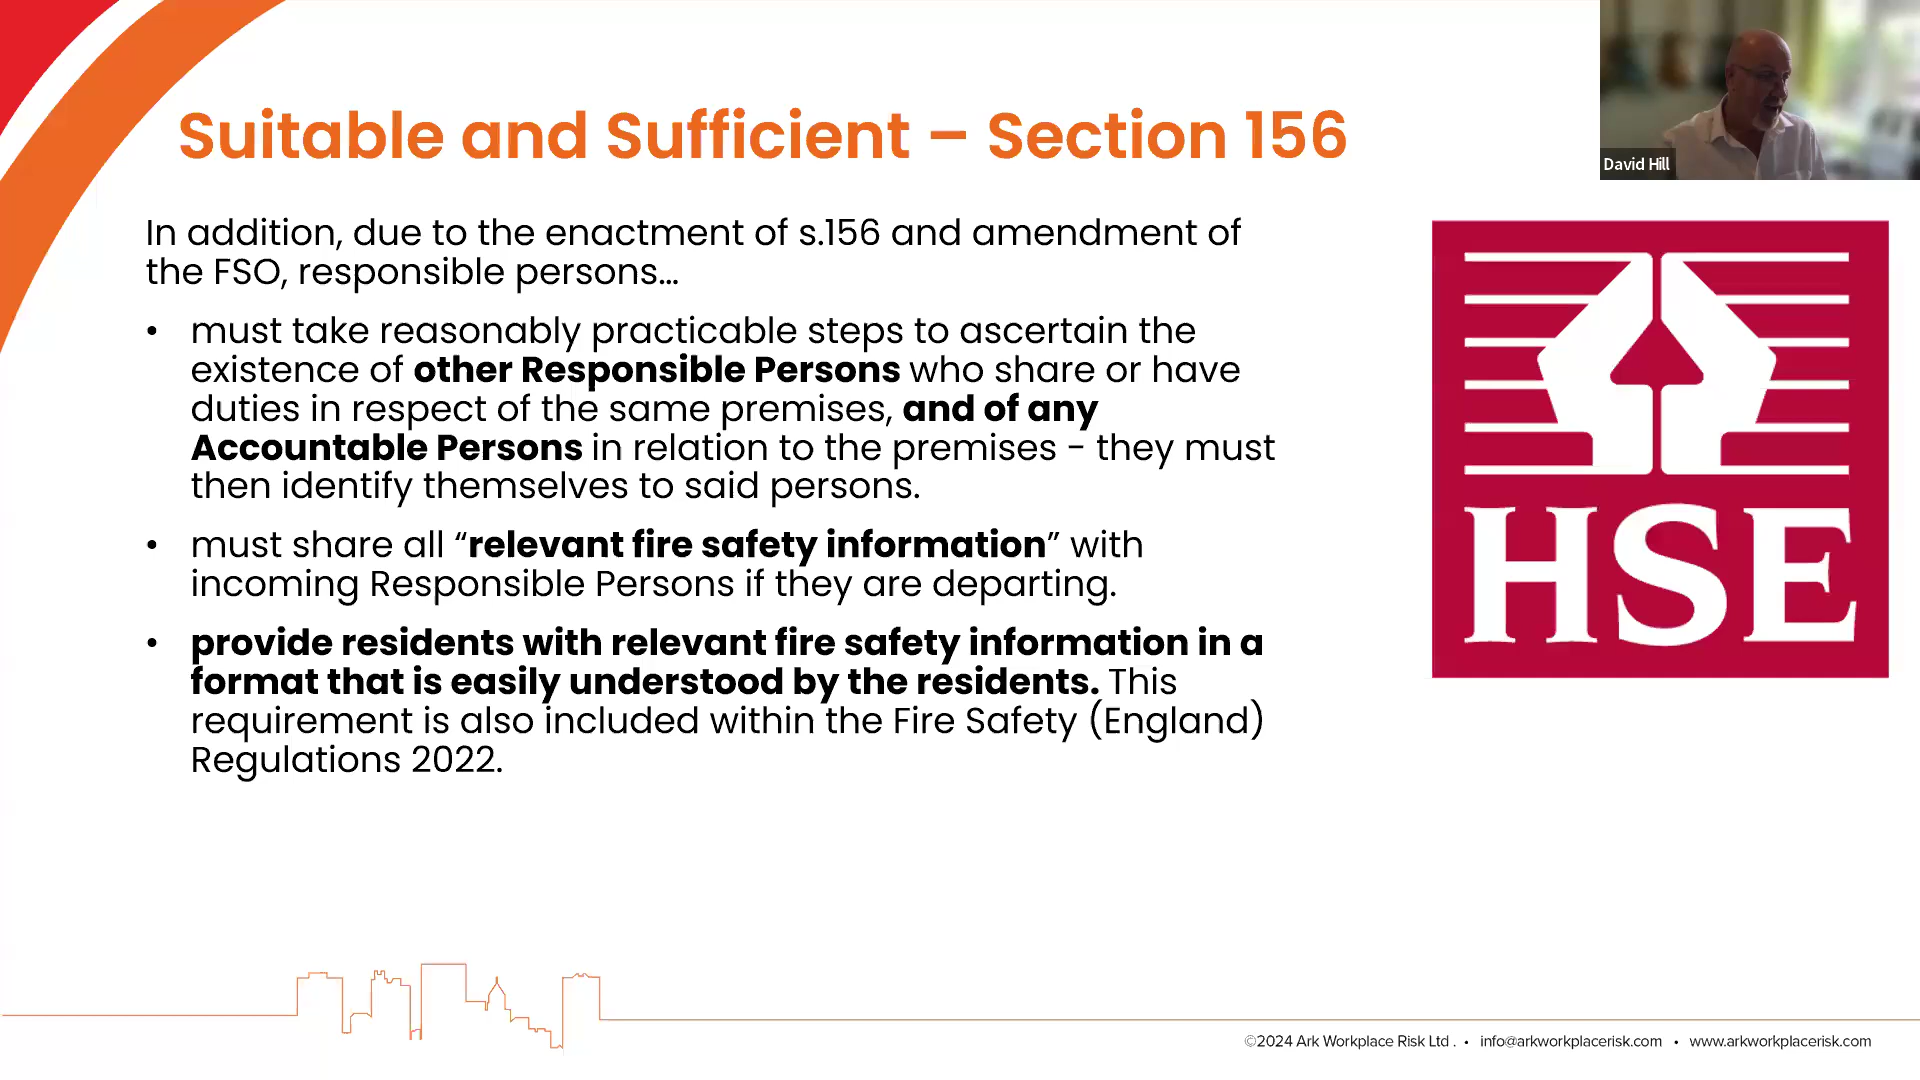 Suitable and Sufficient – Section 156
David Hill
In addition, due to the enactment of s.156 and amendment of
the FSO, responsible persons…
• must take reasonably practicable steps to ascertain the
existence of other Responsible Persons who share or have
duties in respect of the same premises, and of any
Accountable Persons in relation to the premises - they must
then identify themselves to said persons.
• must share all “relevant fire safety information” with
incoming Responsible Persons if they are departing.
• provide residents with relevant fire safety information in a
format that is easily understood by the residents. This
requirement is also included within the Fire Safety (England)
Regulations 2022.
HSE
©2024 Ark Workplace Risk Ltd . • info@arkworkplacerisk.com • www.arkworkplacerisk.com